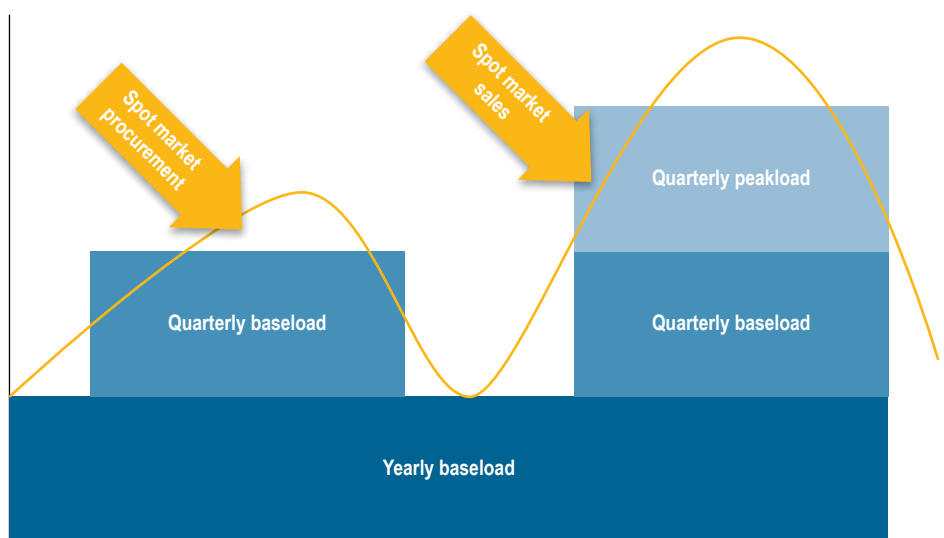 Spot market
procurement
Spot market
sales
Quarterly peakload
Quarterly baseload
Quarterly baseload
Yearly baseload